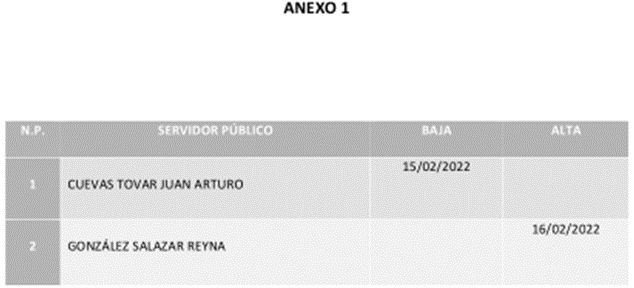 ANEXO 1
N.P. SERVIDOR PÚBLICO BAJA ALTA
15/02/2022
1 CUEVAS TOVAR JUAN ARTURO
16/02/2022
2 GONZÁLEZ SALAZAR REYNA